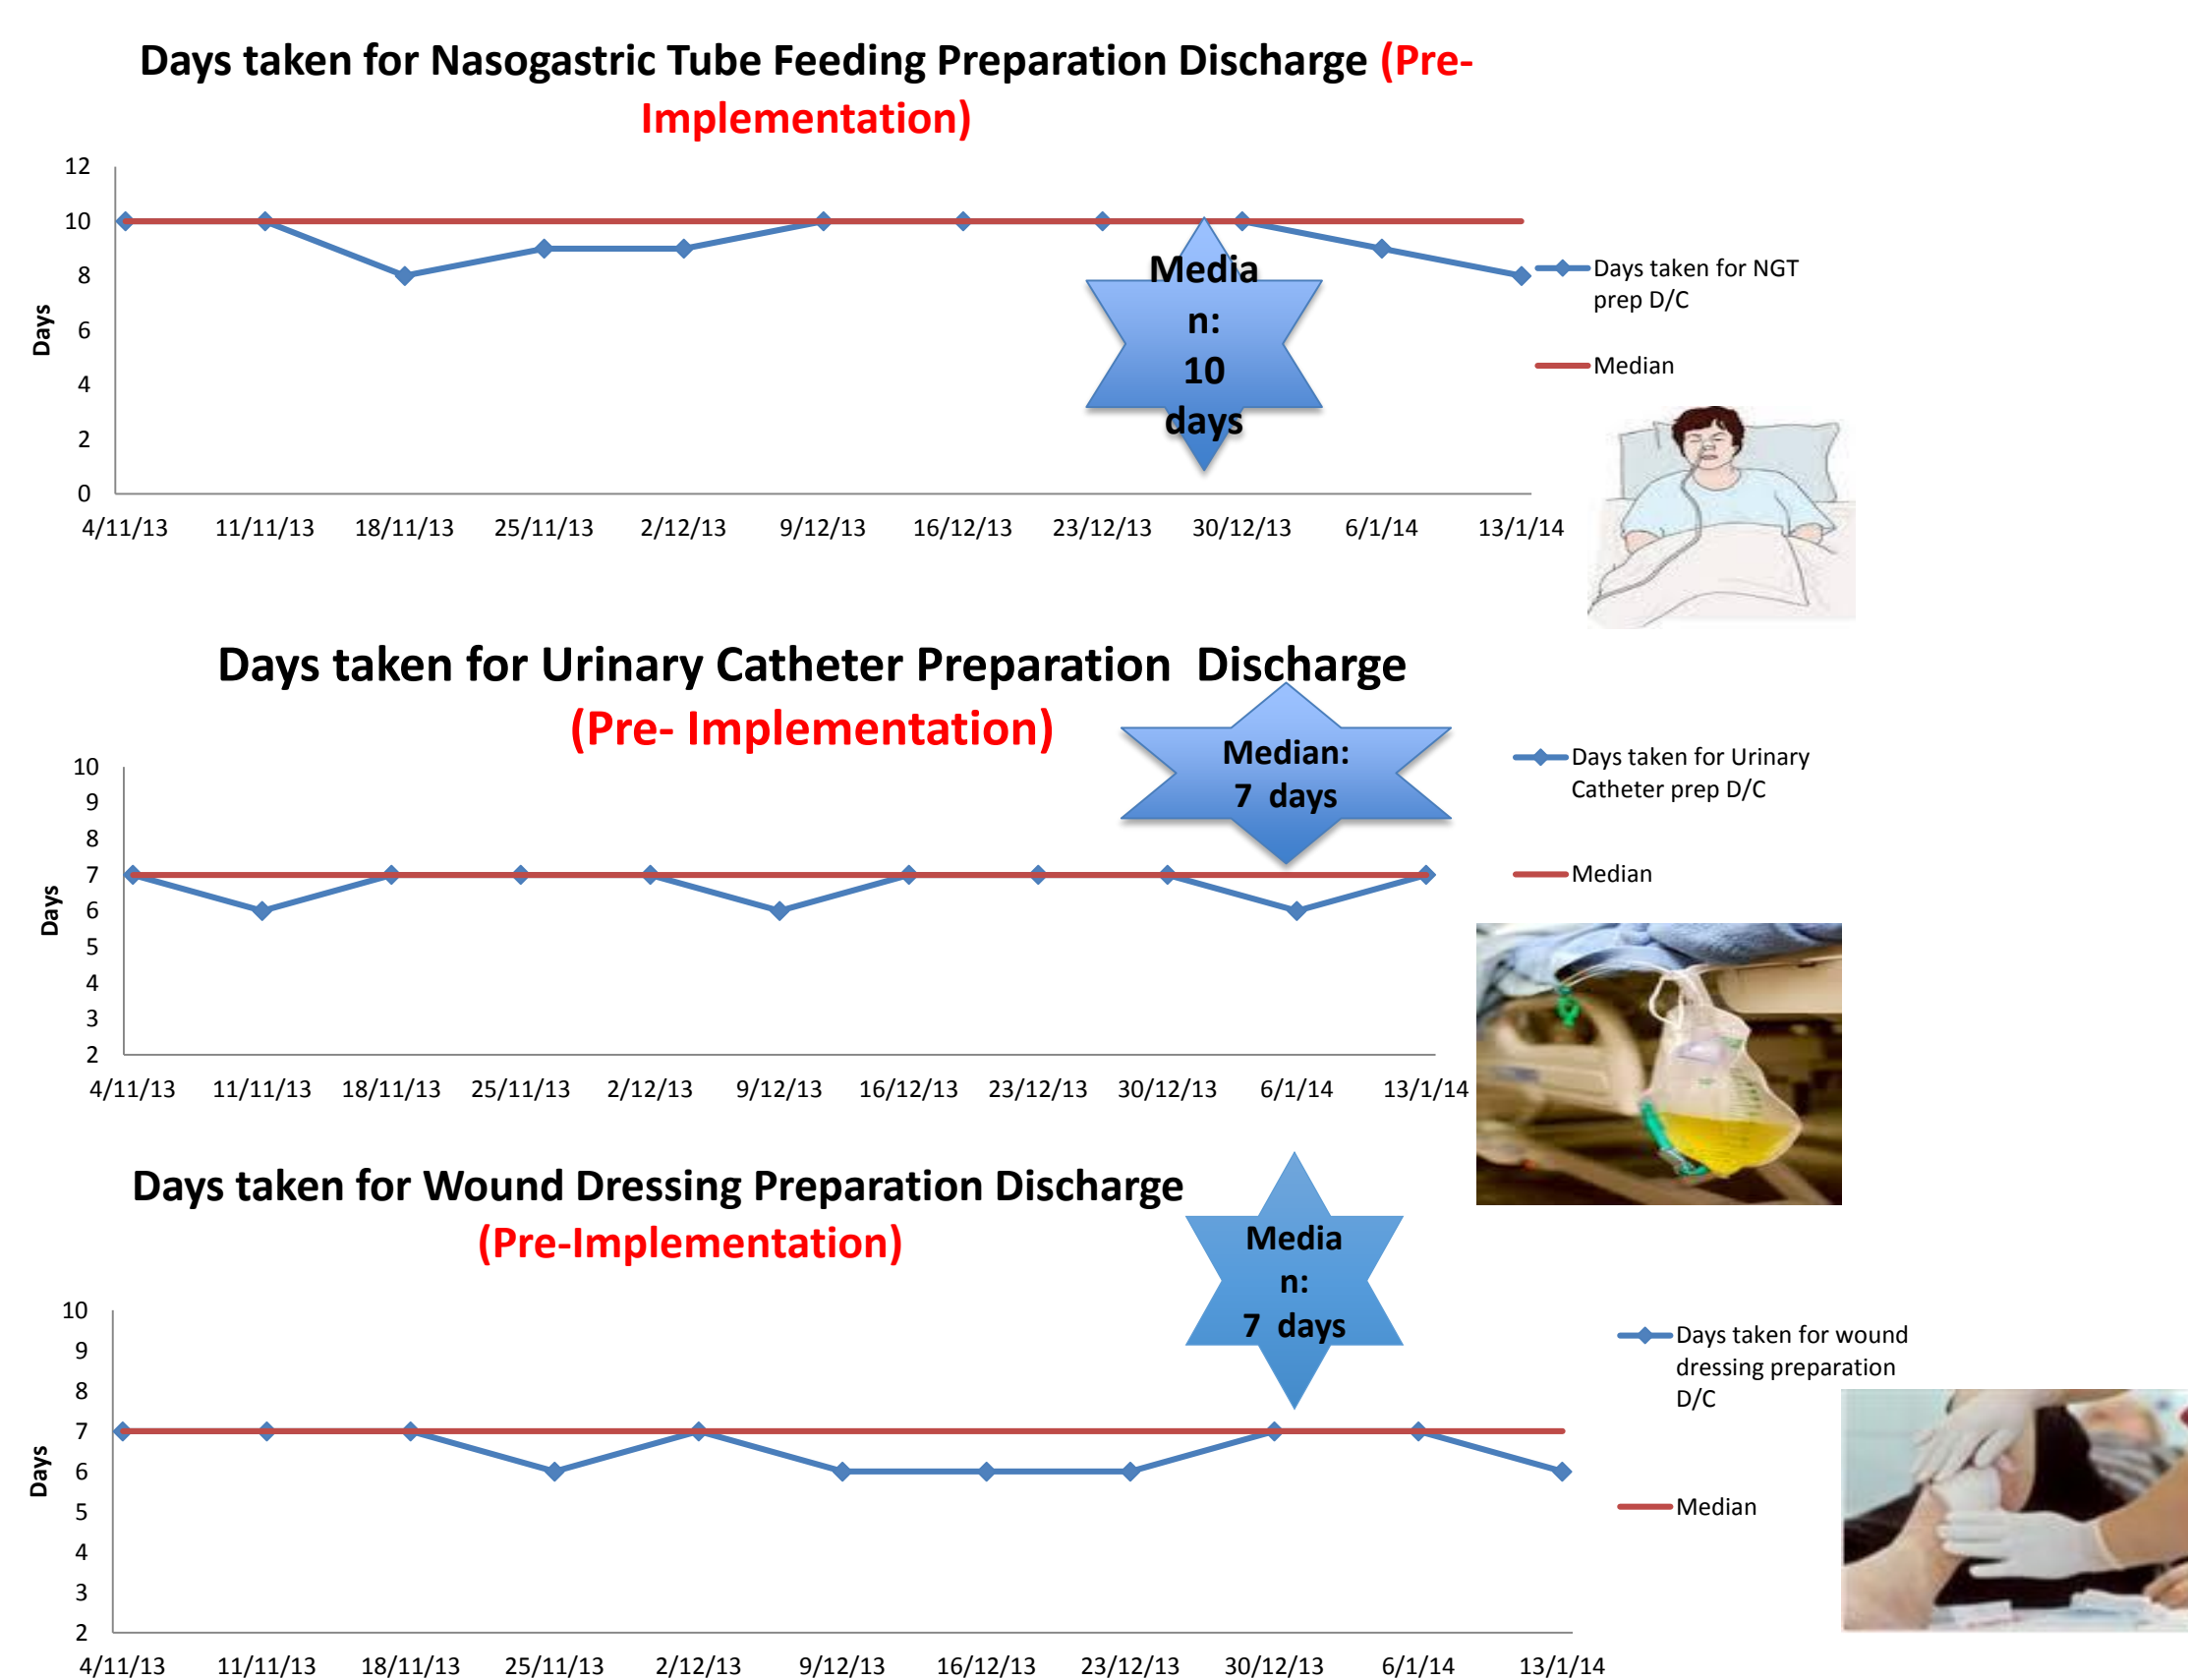 Days taken for Nasogastric Tube Feeding Preparation Discharge (Pre-
Implementation)
12
10
8
6
4
2
0
Days
Media
n:
10
days
4/11/13 11/11/13 18/11/13 25/11/13 2/12/13 9/12/13 16/12/13 23/12/13 30/12/13 6/1/14 13/1/14
Days taken for NGT
prep D/C
Median
Days taken for Urinary Catheter Preparation  Discharge
(Pre- Implementation)
Median:
7  days
10
9
8
7
6
5
4
3
2
Days
4/11/13 11/11/13 18/11/13 25/11/13 2/12/13 9/12/13 16/12/13 23/12/13 30/12/13 6/1/14 13/1/14
Days taken for Urinary
Catheter prep D/C
Median
Days taken for Wound Dressing Preparation Discharge
(Pre-Implementation)
Media
n:
7  days
10
9
8
7
6
5
4
3
2
Days
4/11/13 11/11/13 18/11/13 25/11/13 2/12/13 9/12/13 16/12/13 23/12/13 30/12/13 6/1/14 13/1/14
Days taken for wound
dressing preparation
D/C
Median